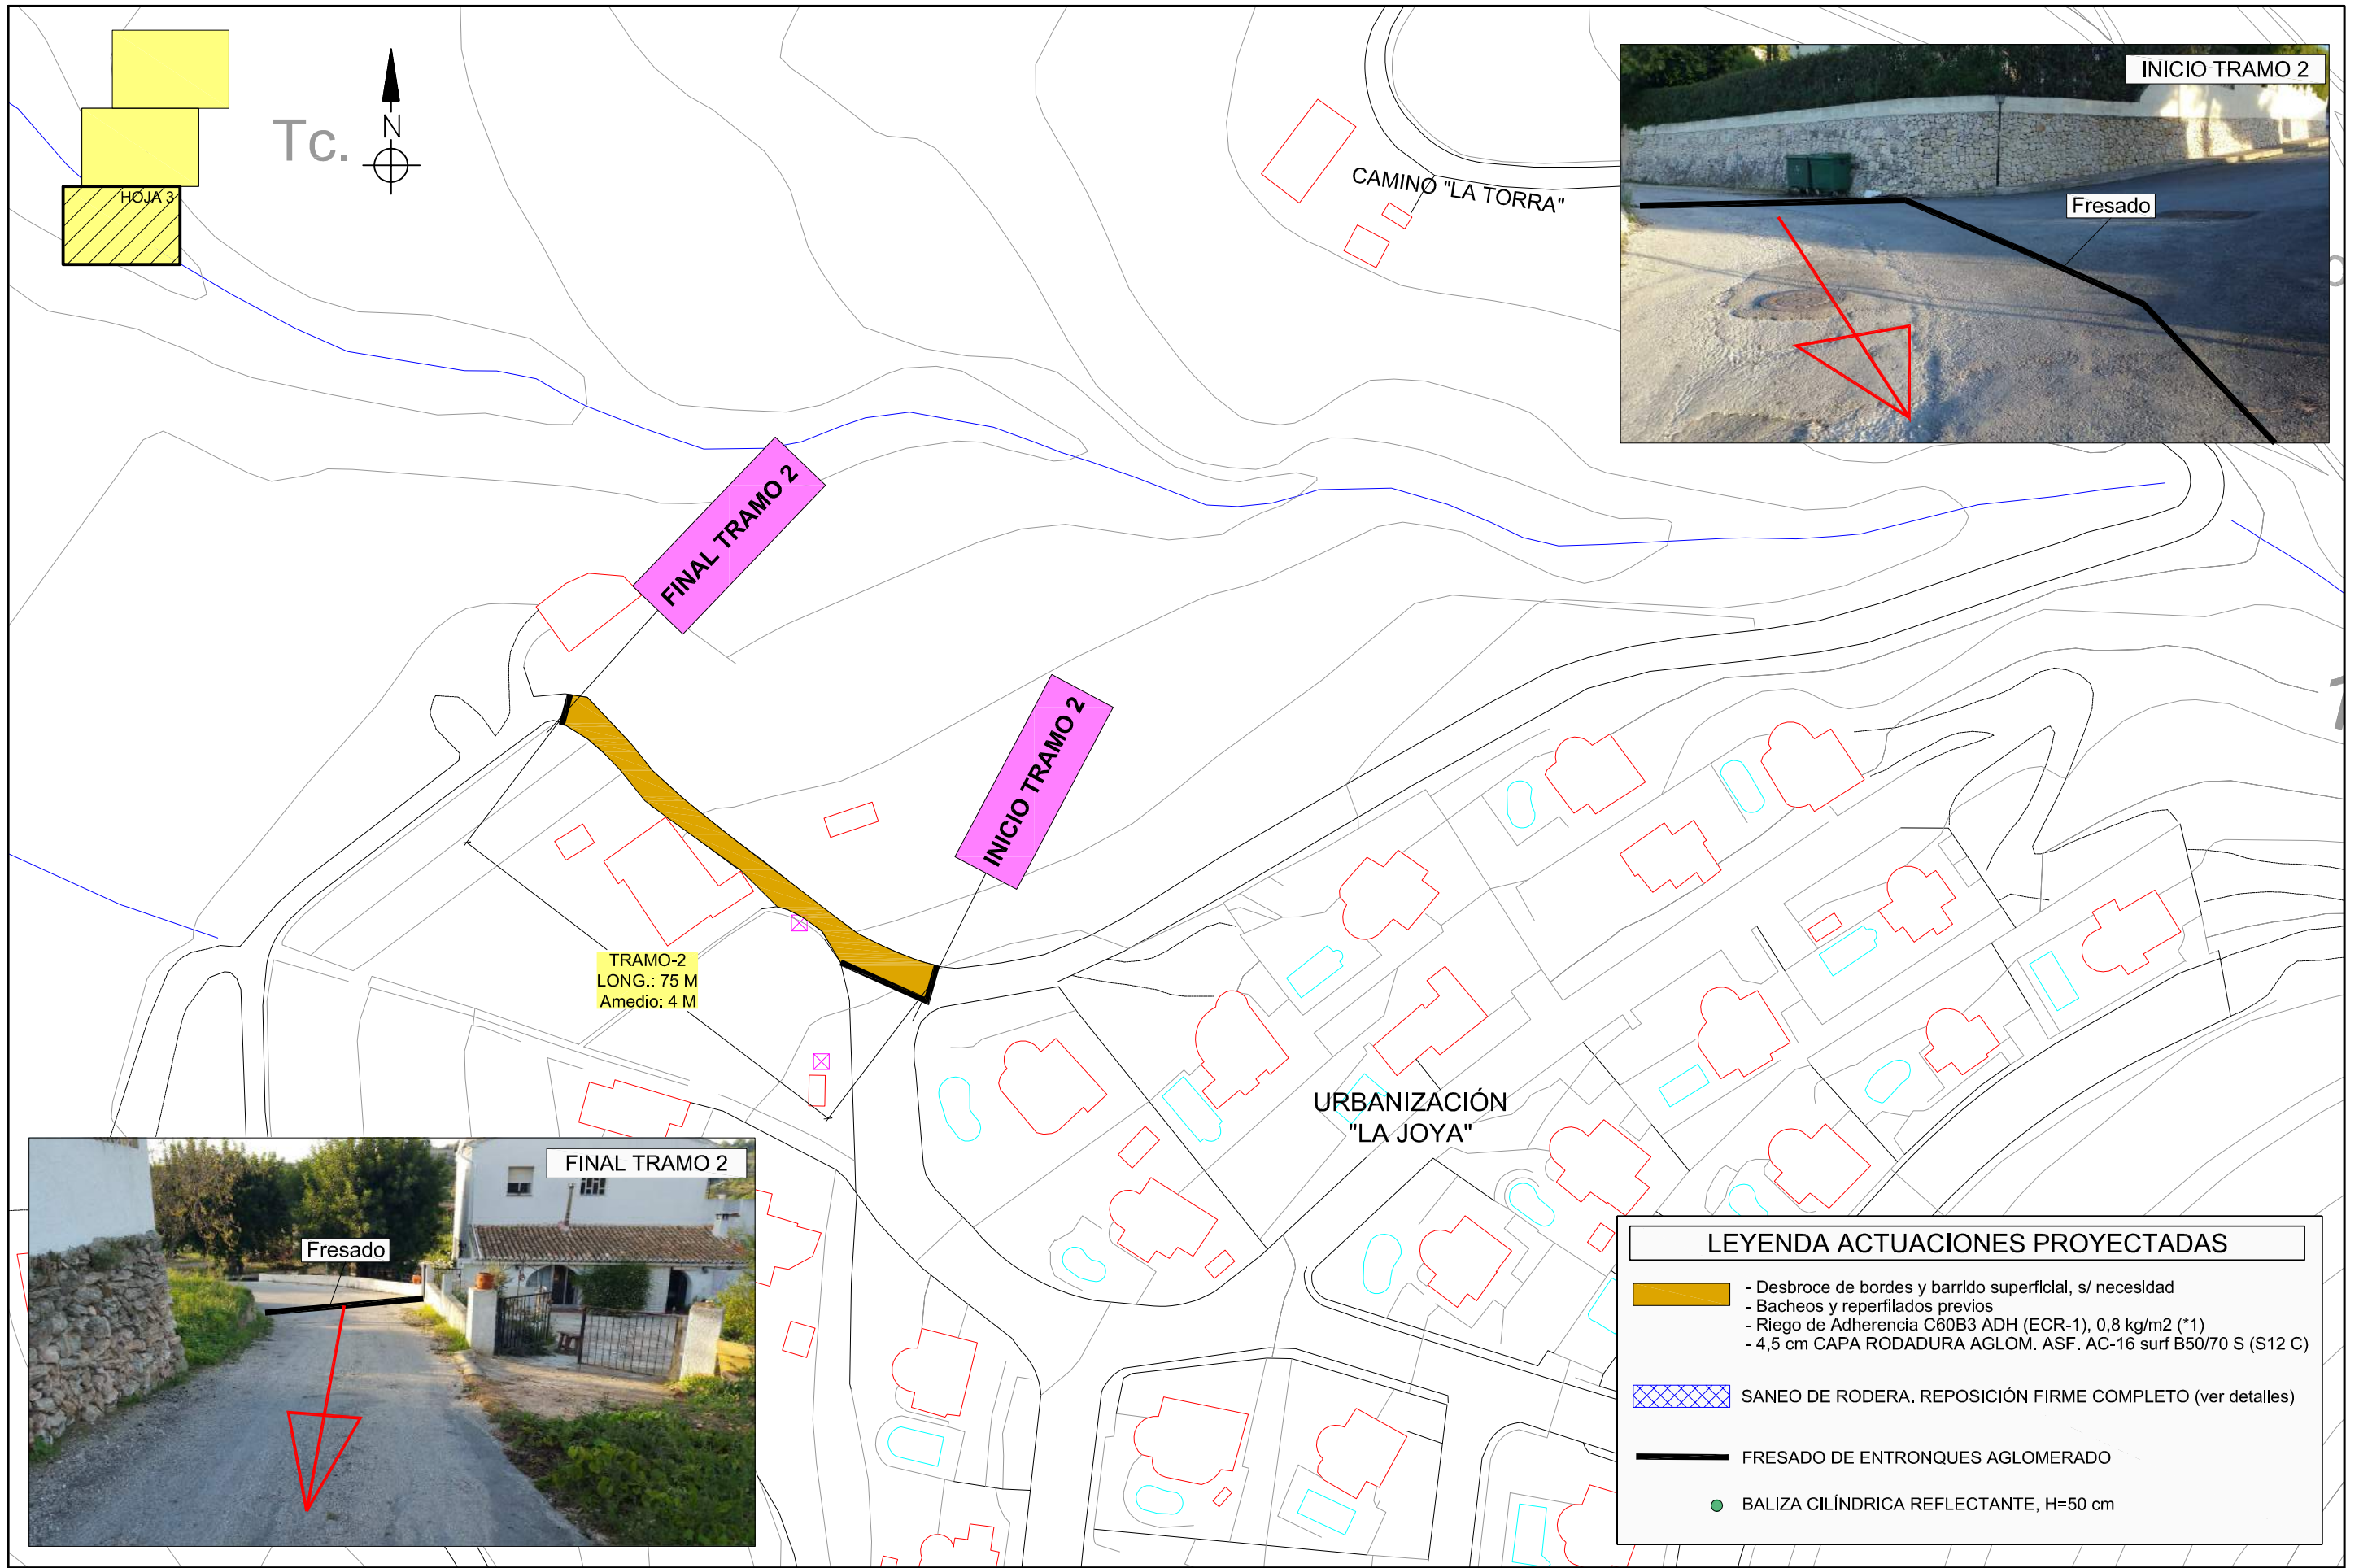 HOJA 3
Tc.
N
CAMINO "LA TORRA"
INICIO TRAMO 2
Fresado
FINAL TRAMO 2
INICIO TRAMO 2
TRAMO-2
LONG.: 75 M
Amedio: 4 M
URBANIZACIÓN
"LA JOYA"
FINAL TRAMO 2
Fresado
LEYENDA ACTUACIONES PROYECTADAS
- Desbroce de bordes y barrido superficial, s/ necesidad
- Bacheos y reperfilados previos
- Riego de Adherencia C60B3 ADH (ECR-1), 0,8 kg/m2 (*1)
- 4,5 cm CAPA RODADURA AGLOM. ASF. AC-16 surf B50/70 S (S12 C)
SANEO DE RODERA. REPOSICIÓN FIRME COMPLETO (ver detalles)
FRESADO DE ENTRONQUES AGLOMERADO
BALIZA CILÍNDRICA REFLECTANTE, H=50 cm